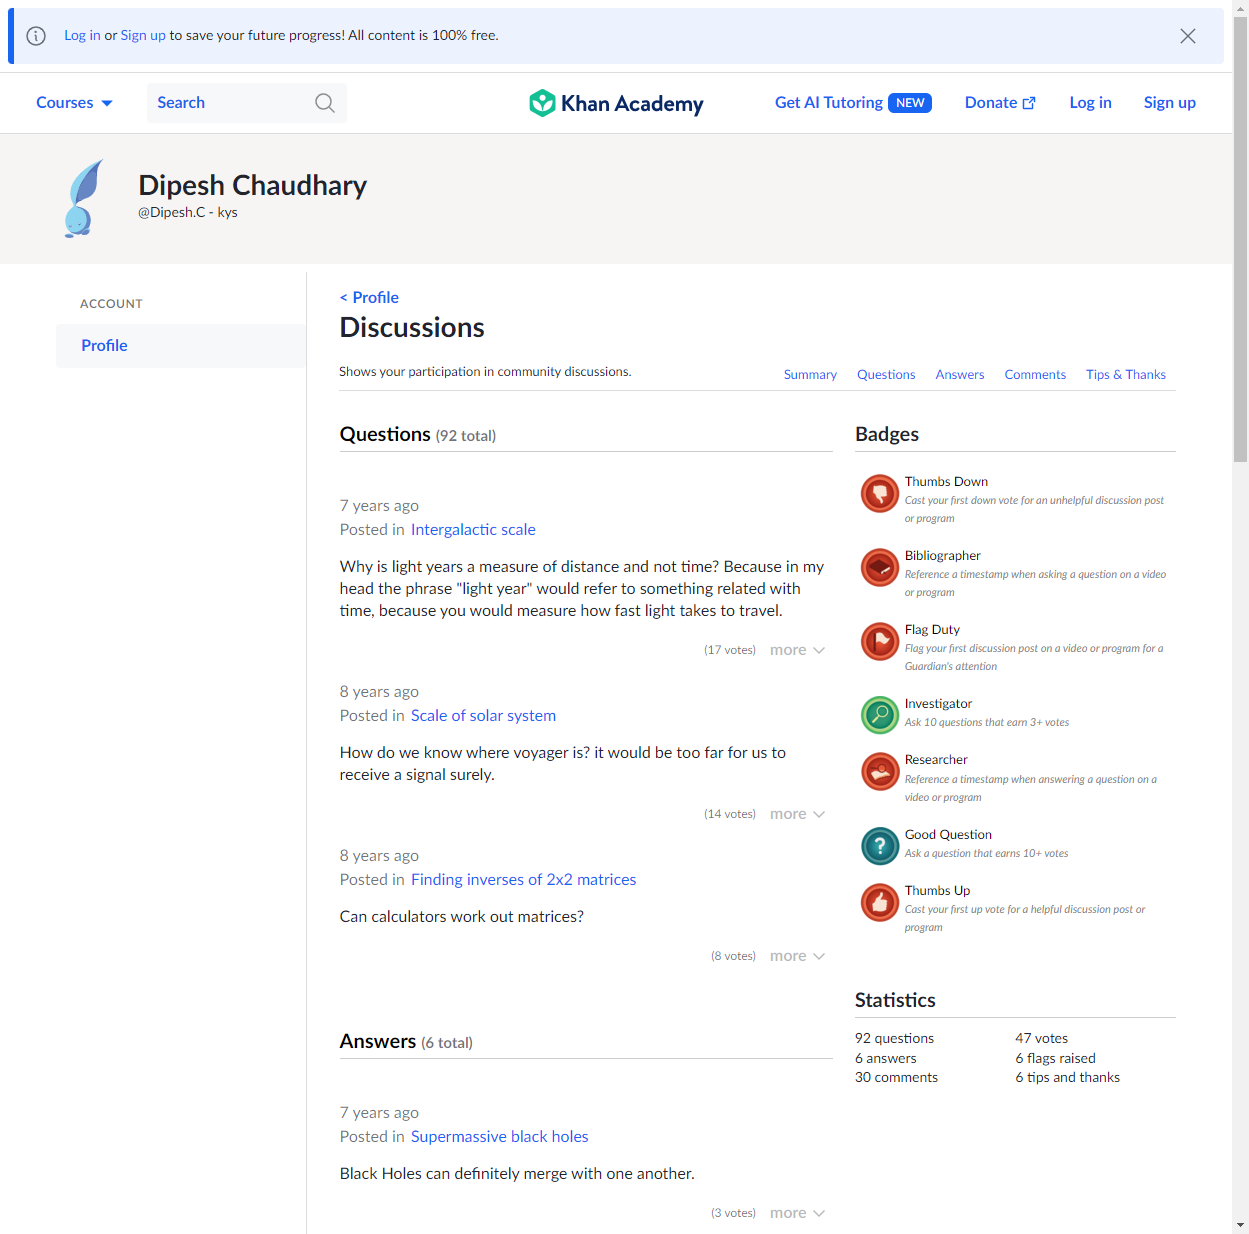 Log in or Sign up to save your future progress! All content is 100% free.
Courses
Search
Khan Academy
Get AI Tutoring NEW
Donate
Log in
Sign up
Dipesh Chaudhary
@Dipesh.C - kys
ACCOUNT
Profile
< Profile
Discussions
Shows your participation in community discussions.
Summary
Questions
Answers
Comments
Tips & Thanks
Questions (92 total)
7 years ago
Posted in Intergalactic scale
Why is light years a measure of distance and not time? Because in my
head the phrase "light year" would refer to something related with
time, because you would measure how fast light takes to travel.
(17 votes) more
8 years ago
Posted in Scale of solar system
How do we know where voyager is? it would be too far for us to
receive a signal surely.
(14 votes) more
8 years ago
Posted in Finding inverses of 2x2 matrices
Can calculators work out matrices?
(8 votes) more
Answers (6 total)
7 years ago
Posted in Supermassive black holes
Black Holes can definitely merge with one another.
(3 votes) more
Badges
Thumbs Down
Cast your first down vote for an unhelpful discussion post
or program
Bibliographer
Reference a timestamp when asking a question on a video
or program
Flag Duty
Flag your first discussion post on a video or program for a
Guardian's attention
Investigator
Ask 10 questions that earn 3+ votes
Researcher
Reference a timestamp when answering a question on a
video or program
Good Question
Ask a question that earns 10+ votes
Thumbs Up
Cast your first up vote for a helpful discussion post or
program
Statistics
92 questions
6 answers
30 comments
47 votes
6 flags raised
6 tips and thanks